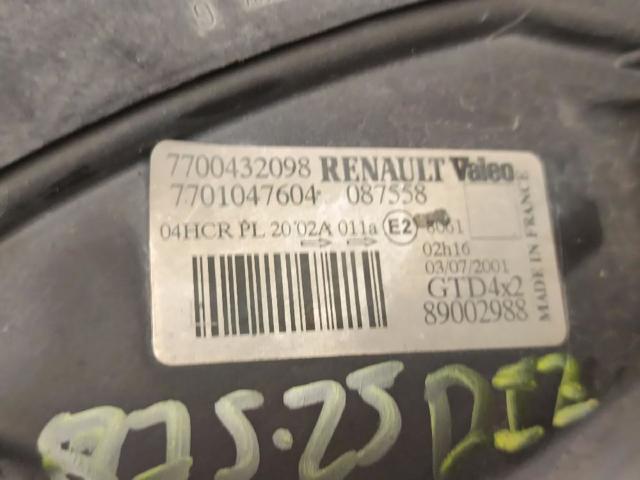 7700432098 RENAULT Valeo
7701047604 087558
04HCR PL 20 02A 011a E2 8061
02h16
03/07/2001
GTD4x2
89002988
MADE IN FRANCE